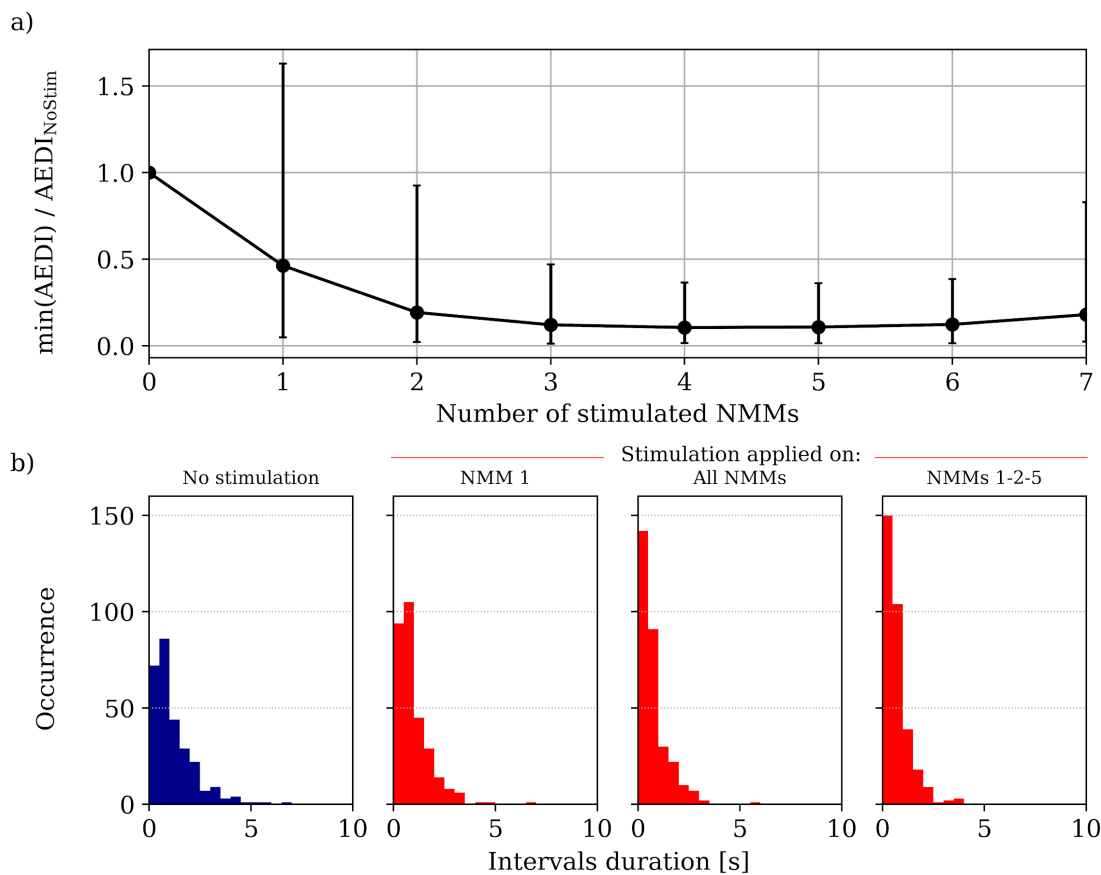 a)
min(AEDI) / AEDI_NoStim
1.5
1.0
0.5
0.0
0 1 2 3 4 5 6 7
Number of stimulated NMMs
b)
Stimulation applied on:
No stimulation NMM 1 All NMMs NMMs 1-2-5
Occurrence
150
100
50
0
0 5 10 0 5 10 0 5 10 0 5 10
Intervals duration [s]